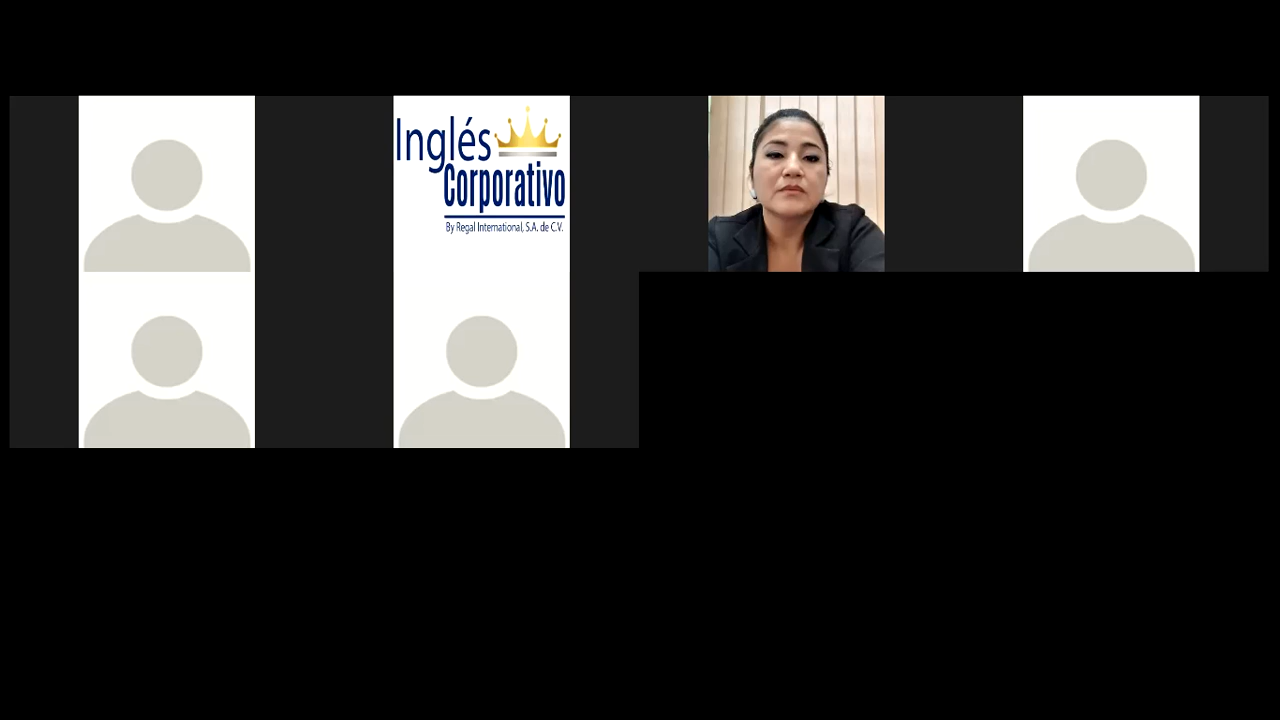 Inglés
Corporativo
By Regal International, S.A. de C.V.